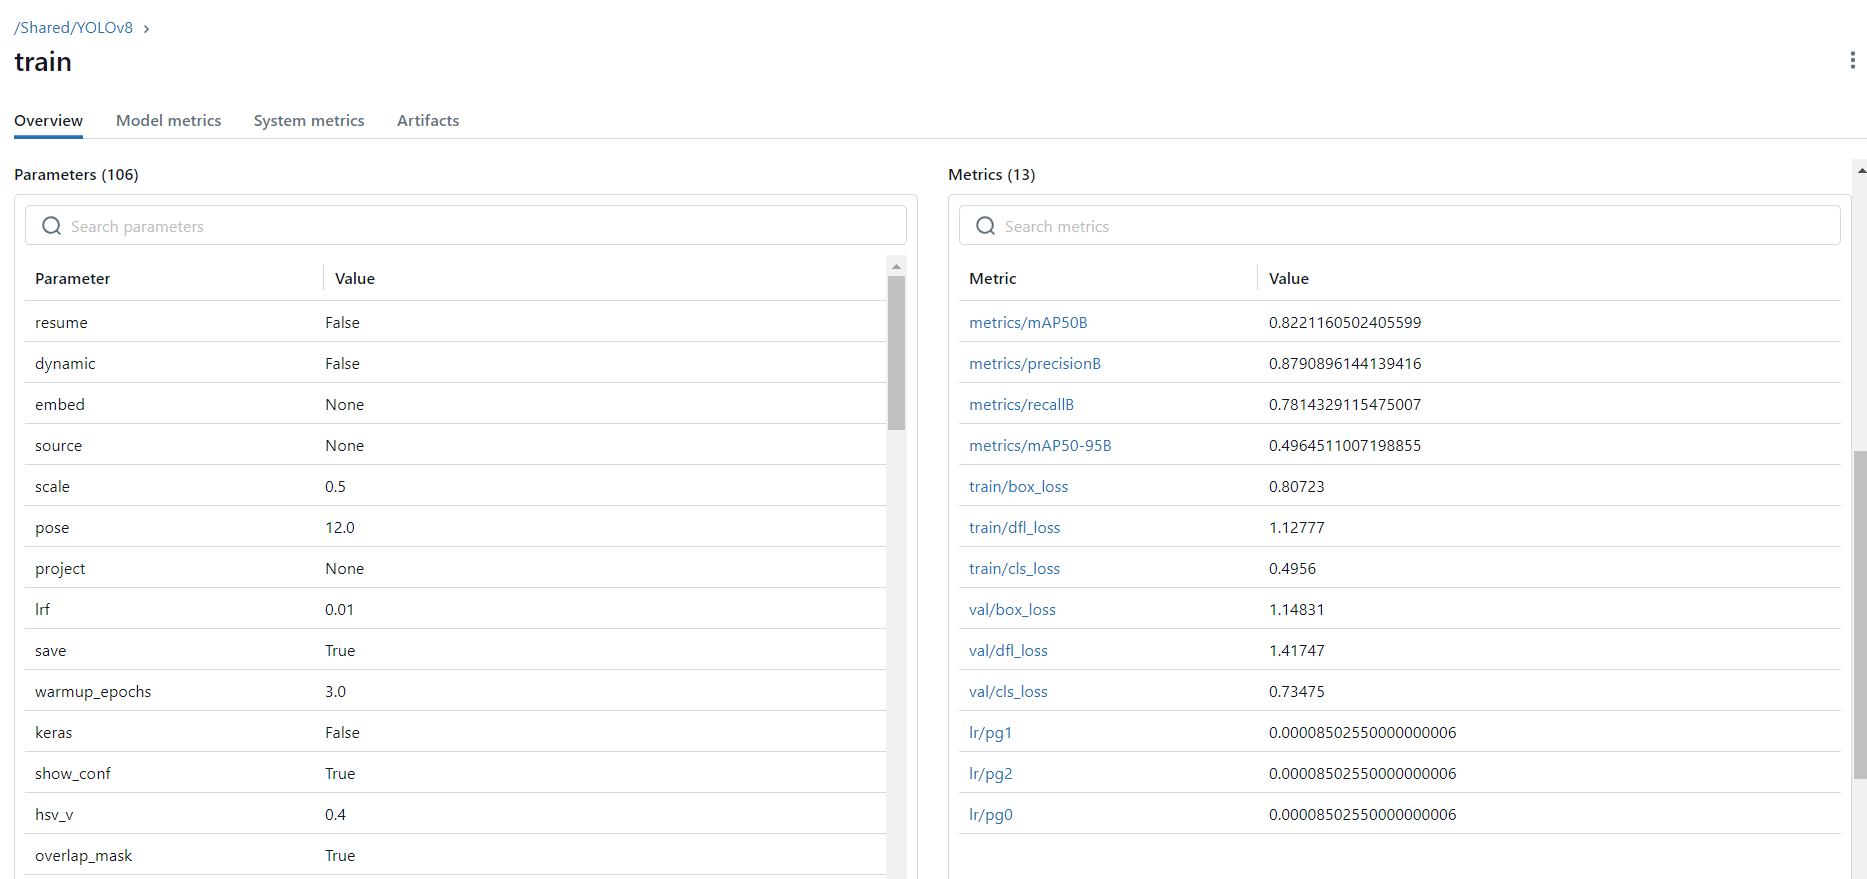 /Shared/YOLOv8
train
Overview Model metrics System metrics Artifacts
Parameters (106)
Search parameters
Parameter Value
resume False
dynamic False
embed None
source None
scale 0.5
pose 12.0
project None
lrf 0.01
save True
warmup_epochs 3.0
keras False
show_conf True
hsv_v 0.4
overlap_mask True
Metrics (13)
Search metrics
Metric Value
metrics/mAP50B 0.8221160502405599
metrics/precisionB 0.8790896144139416
metrics/recallB 0.7814329115475007
metrics/mAP50-95B 0.4964511007198855
train/box_loss 0.80723
train/dfl_loss 1.12777
train/cls_loss 0.4956
val/box_loss 1.14831
val/dfl_loss 1.41747
val/cls_loss 0.73475
lr/pg1 0.00008502550000000006
lr/pg2 0.00008502550000000006
lr/pg0 0.00008502550000000006